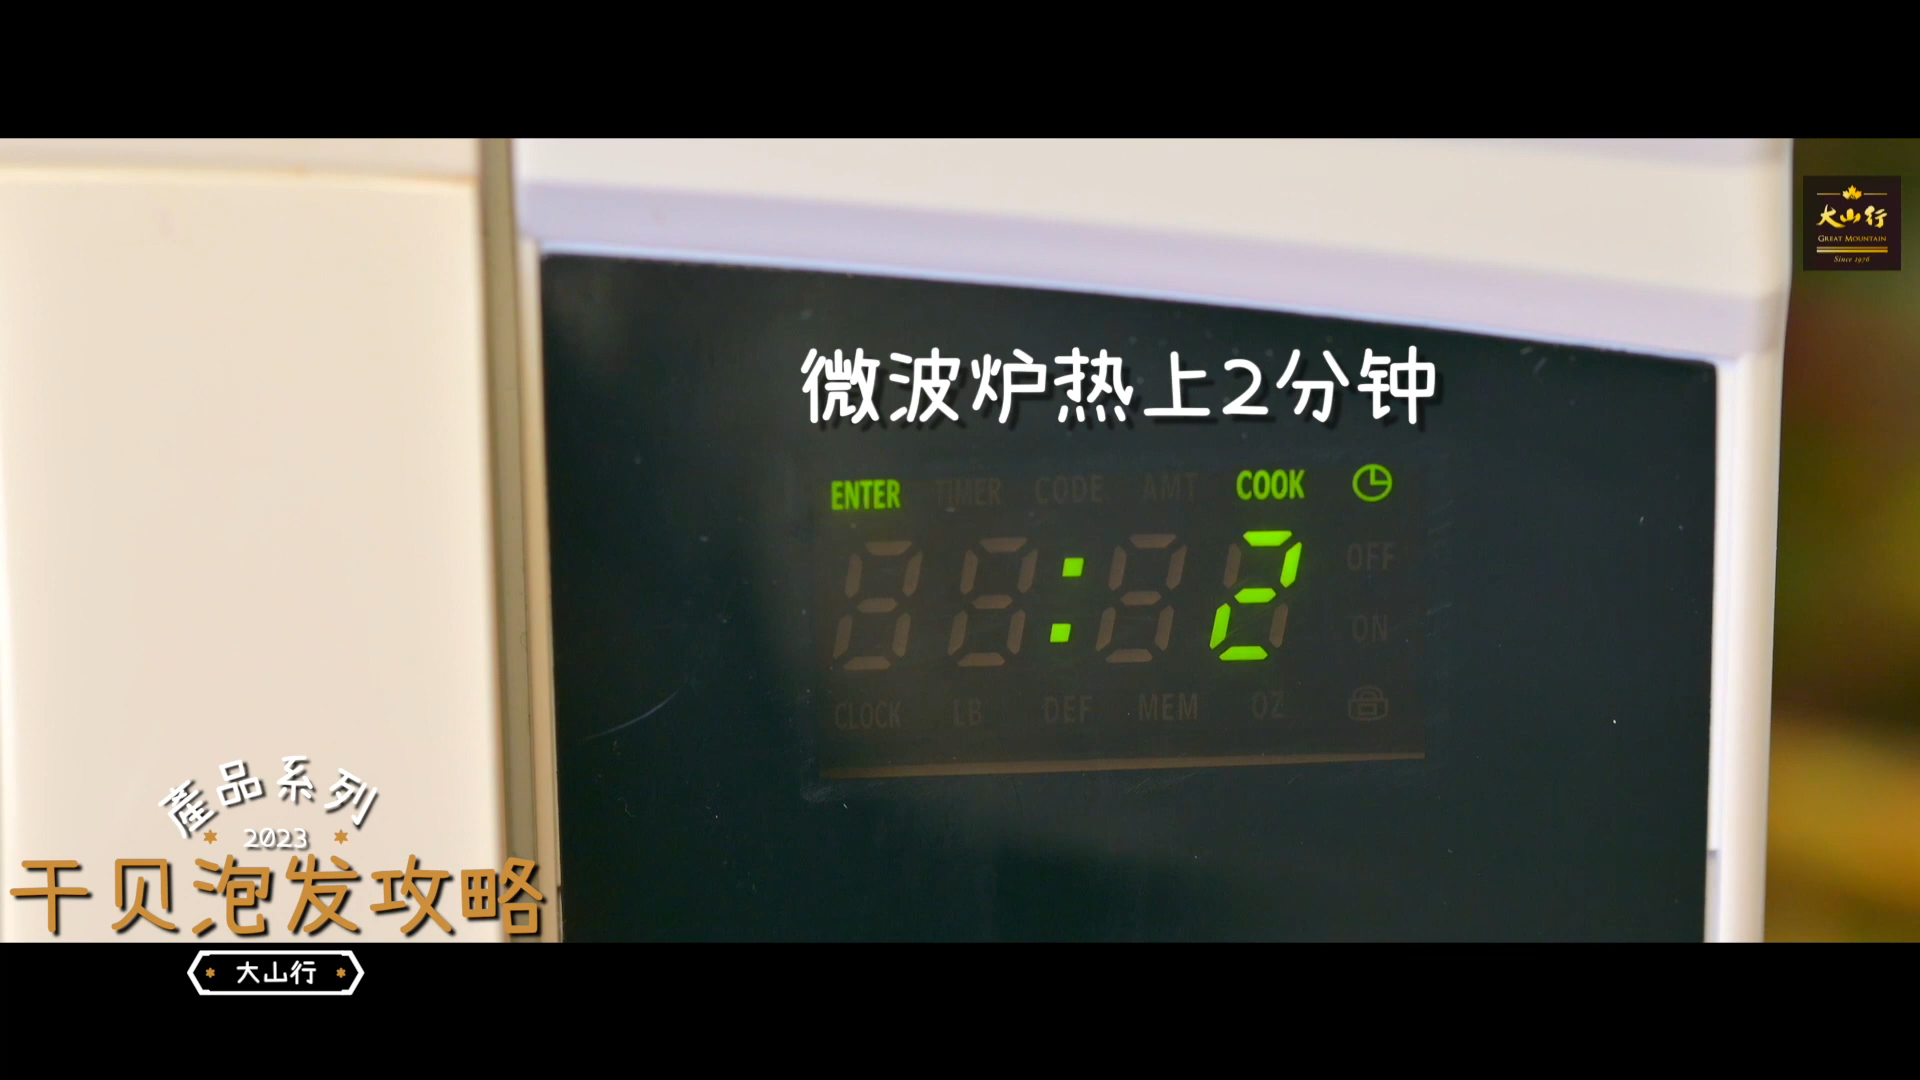 大山行
GREAT MOUNTAIN
Since 1976
微波炉热上2分钟
ENTER TIMER CODE AMT COOK
: 2
OFF
ON
CLOCK LB DEF MEM OZ
產品系列
2023
干贝泡发攻略
大山行